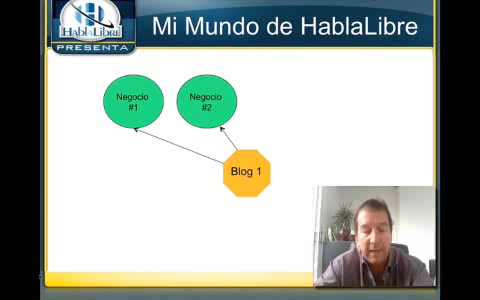 HablaLibre
PRESENTA
Mi Mundo de HablaLibre
Negocio
#1
Negocio
#2
Blog 1